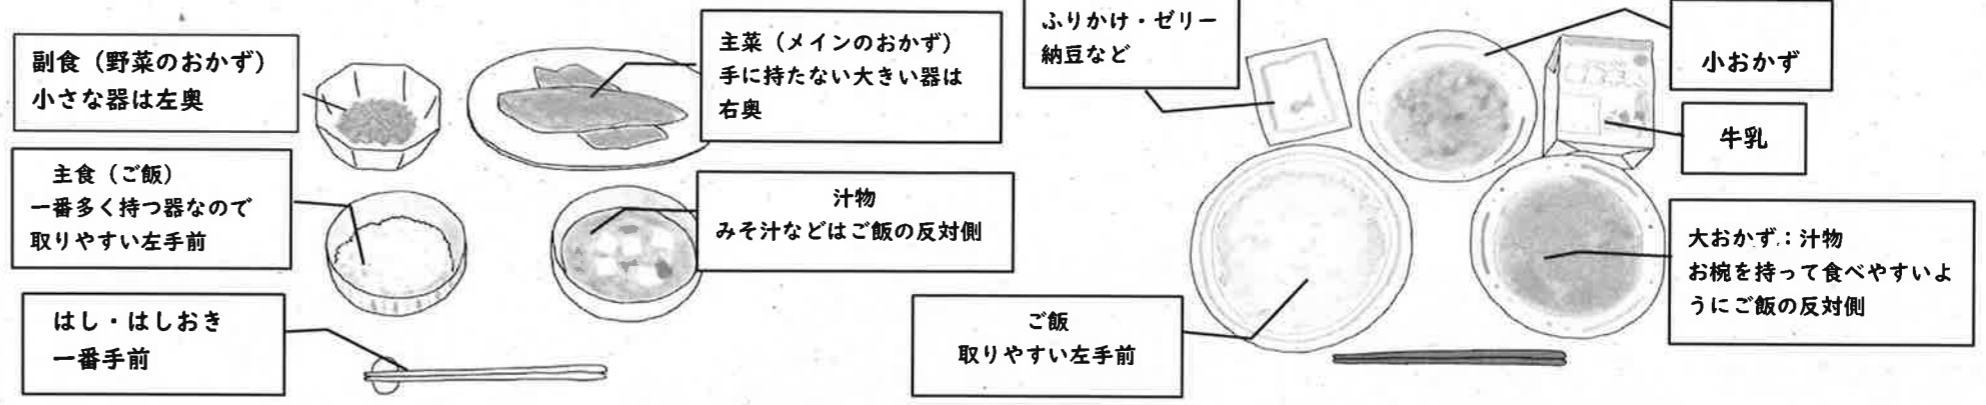 副食(野菜のおかず)
小さな器は左奥
主菜(メインのおかず)
手に持たない大きい器は
右奥
主食(ご飯)
一番多く持つ器なので
取りやすい左手前
汁物
みそ汁などはご飯の反対側
はし・はしおき
一番手前
ふりかけ・ゼリー
納豆など
小おかず
牛乳
大おかず:汁物
お椀を持って食べやすいよ
うにご飯の反対側
ご飯
取りやすい左手前